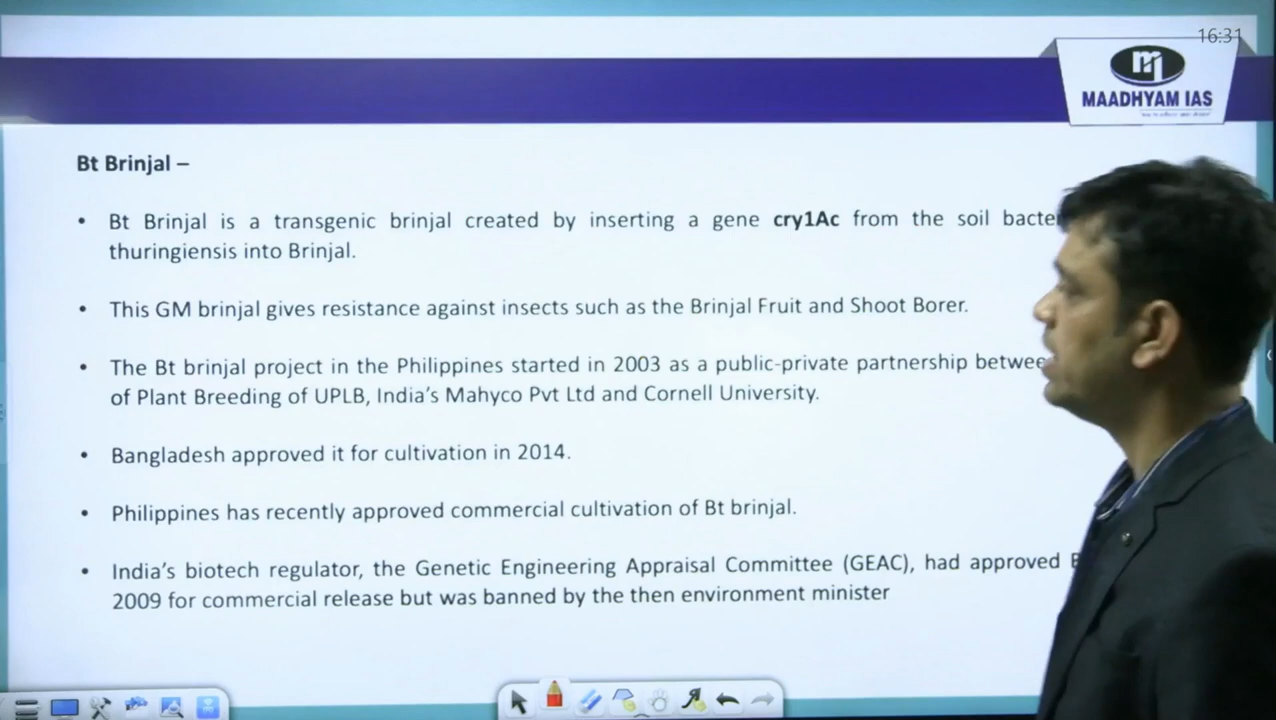 16:31
MAADHYAM IAS
Bt Brinjal –
• Bt Brinjal is a transgenic brinjal created by inserting a gene cry1Ac from the soil
thuringiensis into Brinjal.
• This GM brinjal gives resistance against insects such as the Brinjal Fruit and Shoot Borer.
• The Bt brinjal project in the Philippines started in 2003 as a public-private partnership
of Plant Breeding of UPLB, India's Mahyco Pvt Ltd and Cornell University.
• Bangladesh approved it for cultivation in 2014.
• Philippines has recently approved commercial cultivation of Bt brinjal.
• India's biotech regulator, the Genetic Engineering Appraisal Committee (GEAC), had approved
2009 for commercial release but was banned by the then environment minister